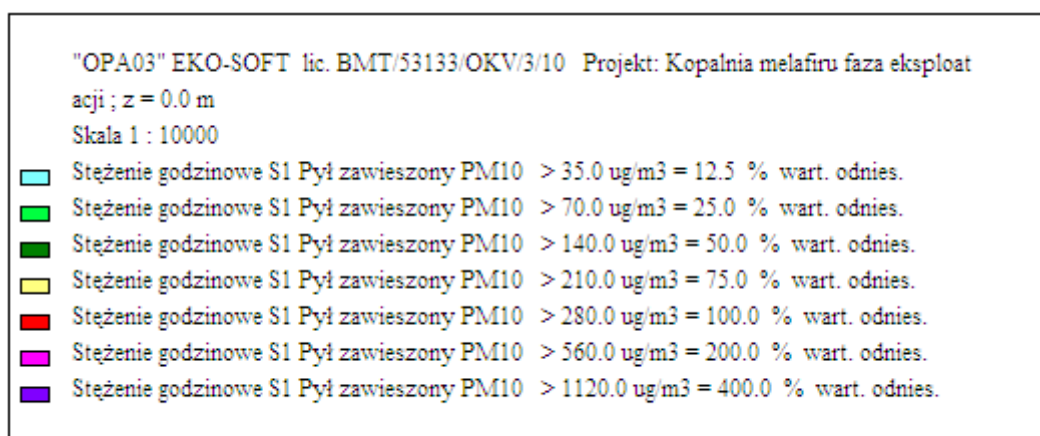 "OPA03" EKO-SOFT lic. BMT/53133/OKV/3/10 Projekt: Kopalnia melafiru faza eksploat
acji ; z = 0.0 m
Skala 1 : 10000
Stężenie godzinowe S1 Pył zawieszony PM10 > 35.0 ug/m3 = 12.5 % wart. odnies.
Stężenie godzinowe S1 Pył zawieszony PM10 > 70.0 ug/m3 = 25.0 % wart. odnies.
Stężenie godzinowe S1 Pył zawieszony PM10 > 140.0 ug/m3 = 50.0 % wart. odnies.
Stężenie godzinowe S1 Pył zawieszony PM10 > 210.0 ug/m3 = 75.0 % wart. odnies.
Stężenie godzinowe S1 Pył zawieszony PM10 > 280.0 ug/m3 = 100.0 % wart. odnies.
Stężenie godzinowe S1 Pył zawieszony PM10 > 560.0 ug/m3 = 200.0 % wart. odnies.
Stężenie godzinowe S1 Pył zawieszony PM10 > 1120.0 ug/m3 = 400.0 % wart. odnies.